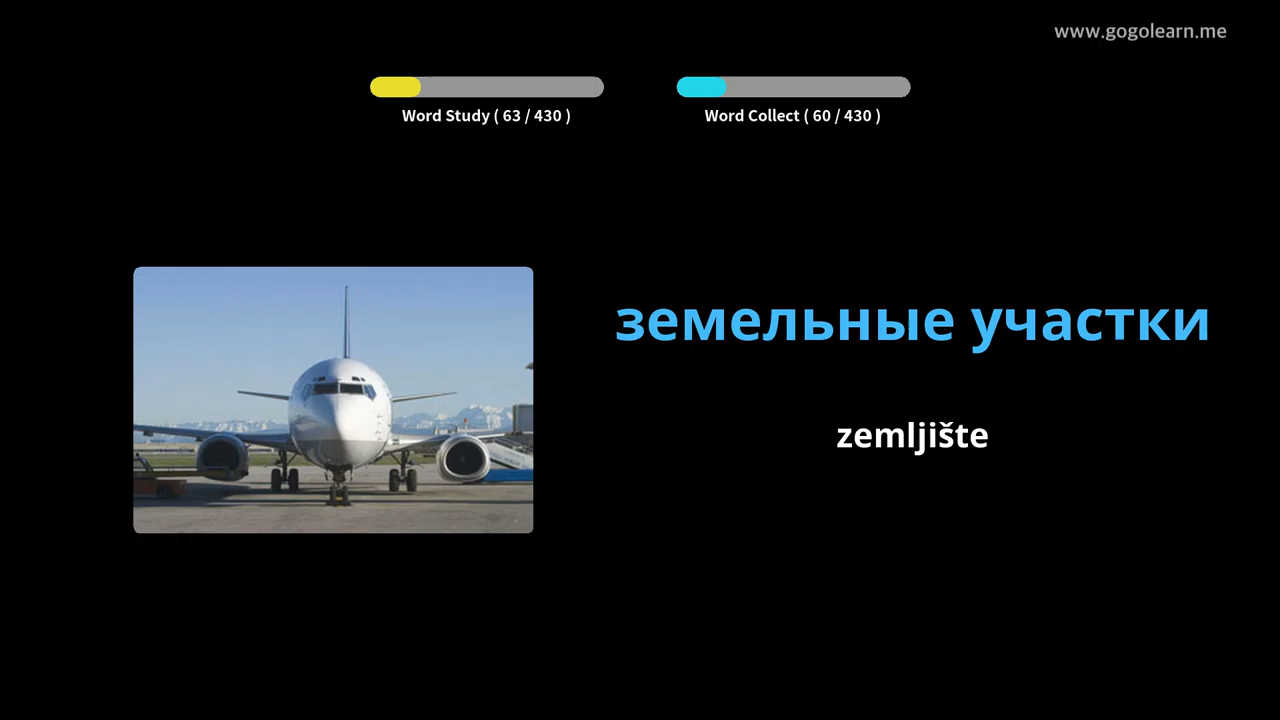 www.gogolearn.me
Word Study ( 63 / 430 )
Word Collect ( 60 / 430 )
земельные участки
zemljište